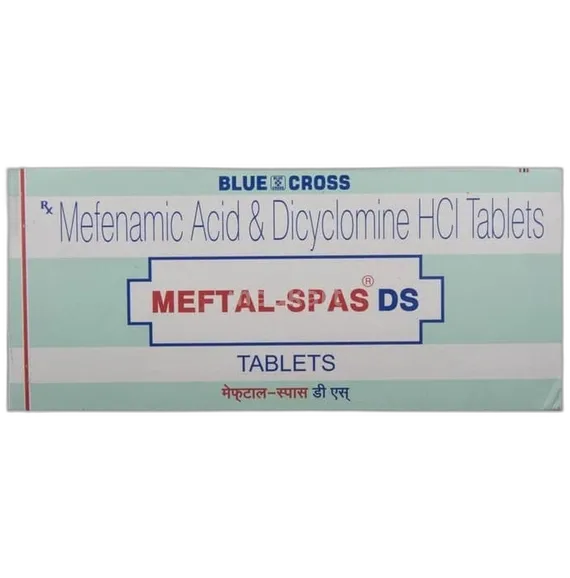 BLUE CROSS
Rx Mefenamic Acid & Dicyclomine HCl Tablets
MEFTAL-SPAS® DS
TABLETS
मेफ्टाल-स्पास डी एस्